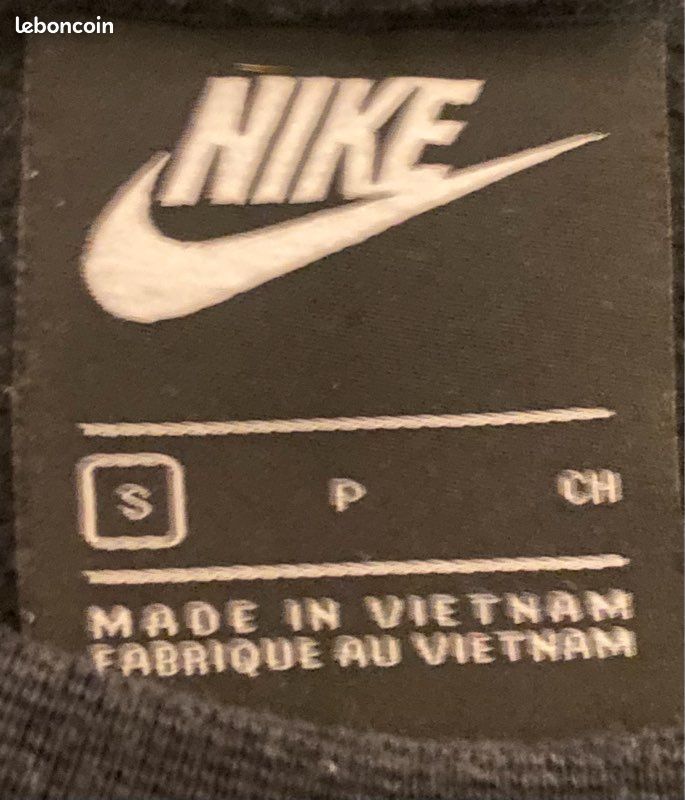 leboncoin
NIKE
S P CH
MADE IN VIETNAM
FABRIQUE AU VIETNAM